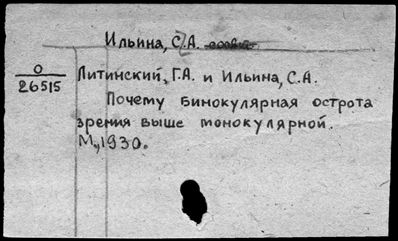 Ильина, С.А.
О
26515
Литинский, Г.А. и Ильина, С.А.
Почему бинокулярная острота
зрения выше монокулярной.
М., 1930.